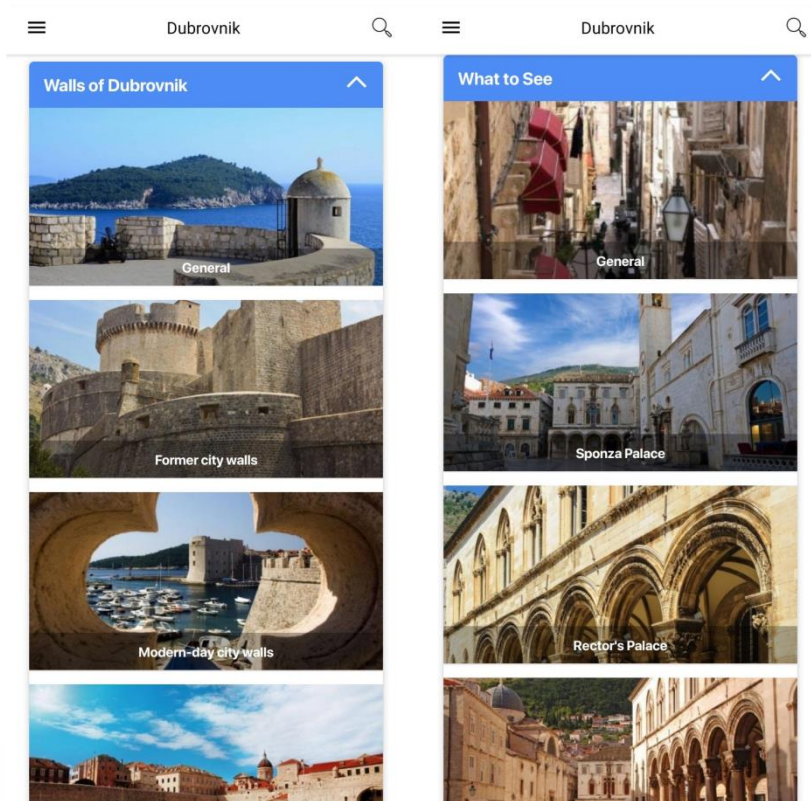 Dubrovnik
Walls of Dubrovnik
General
Former city walls
Modern-day city walls
Dubrovnik
What to See
General
Sponza Palace
Rector's Palace